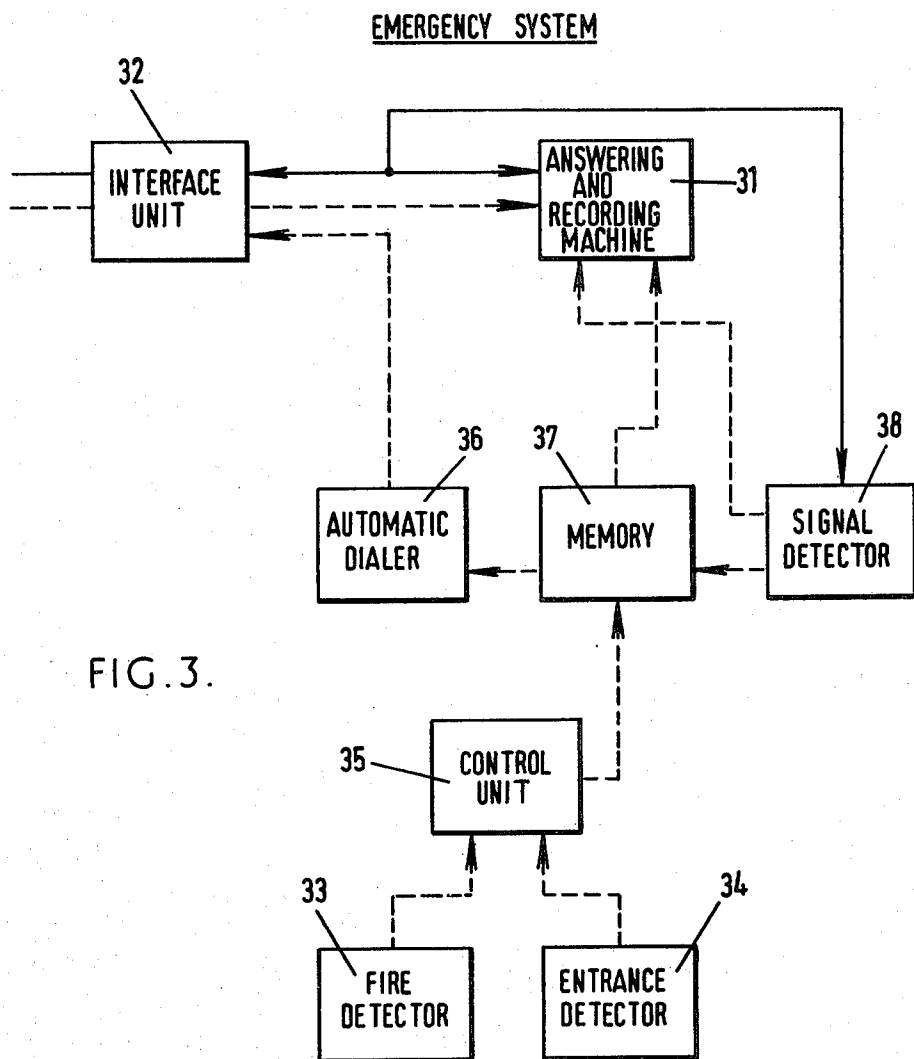 EMERGENCY SYSTEM
32
INTERFACE
UNIT
ANSWERING
AND
RECORDING
MACHINE
31
36
AUTOMATIC
DIALER
37
MEMORY
38
SIGNAL
DETECTOR
FIG.3.
35
CONTROL
UNIT
33
FIRE
DETECTOR
34
ENTRANCE
DETECTOR